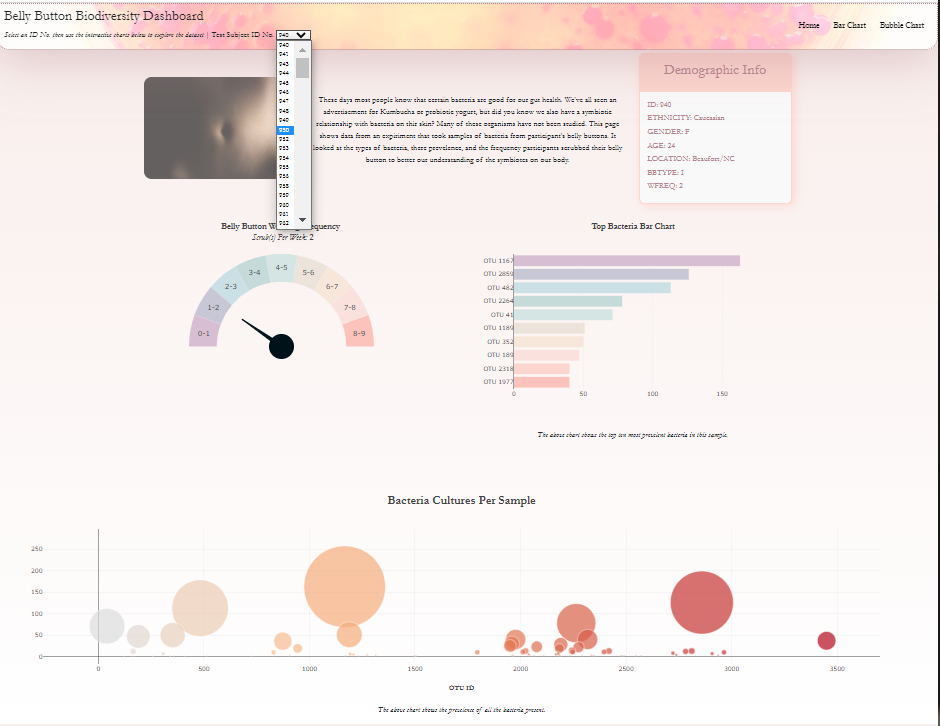 Belly Button Biodiversity Dashboard
Select an ID No. then use the interactive charts below to explore the dataset | Test Subject ID No. 940
Home Bar Chart Bubble Chart
940
941
943
944
945
946
947
948
949
950
952
953
954
955
956
958
959
960
961
962
These days most people know that certain bacteria are good for our gut health. We've all seen an
advertisement for Kumbucha or probiotic yogurt, but did you know we also have a symbiotic
relationship with bacteria on this skin? Many of these organisms have not been studied. This page
shows data from an expiriment that took samples of bacteria from participant's belly buttons. It
looked at the types of bacteria, there prevelence, and the frequency participants scrubbed their belly
button to better our understanding of the symbiotes on our body.
Demographic Info
ID: 940
ETHNICITY: Caucasian
GENDER: F
AGE: 24
LOCATION: Beaufort/NC
BBTYPE: I
WFREQ: 2
Belly Button W equency
Scrub(s) Per Week: 2
0-1
1-2
2-3
3-4
4-5
5-6
6-7
7-8
8-9
Top Bacteria Bar Chart
OTU 1167
OTU 2859
OTU 482
OTU 2264
OTU 41
OTU 1189
OTU 352
OTU 189
OTU 2318
OTU 1977
0 50 100 150
The above chart shows the top ten most prevelent bacteria in this sample.
Bacteria Cultures Per Sample
250
200
150
100
50
0
0 500 1000 1500 2000 2500 3000 3500
OTU ID
The above chart shows the prevelence of all the bacteria present.